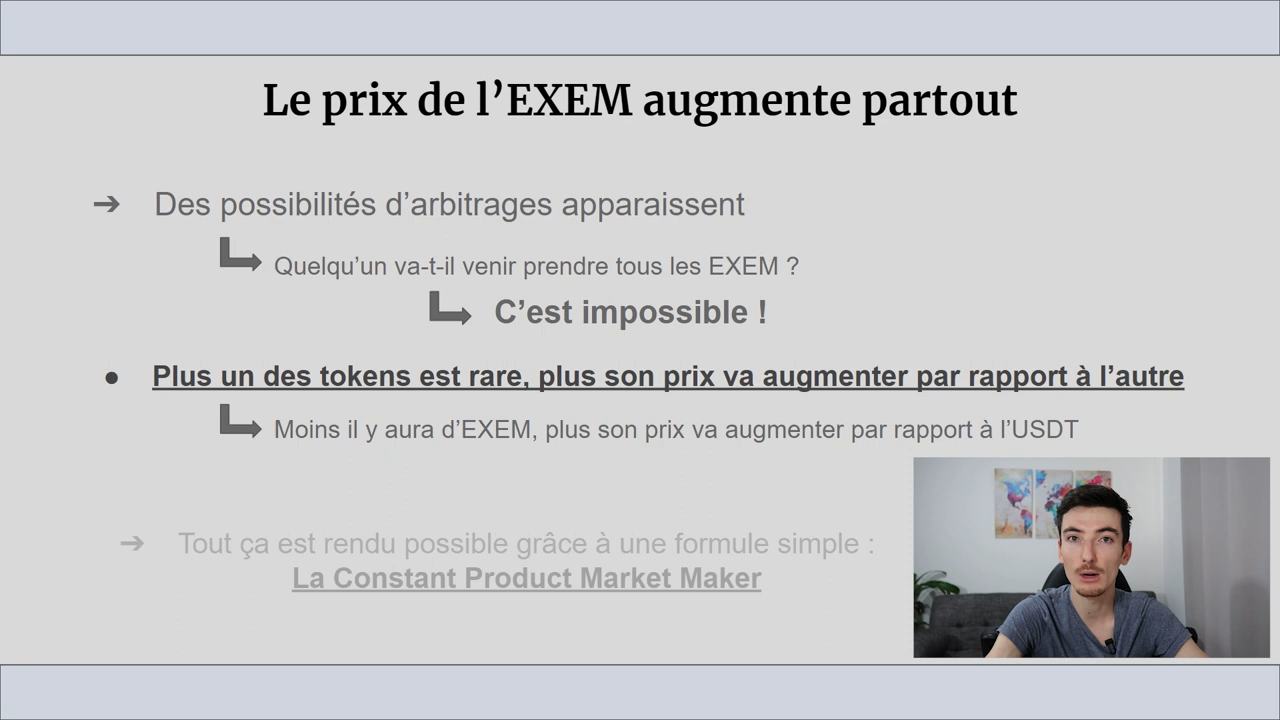 Le prix de l’EXEM augmente partout
➔ Des possibilités d’arbitrages apparaissent
Quelqu’un va-t-il venir prendre tous les EXEM ?
C’est impossible !
● Plus un des tokens est rare, plus son prix va augmenter par rapport à l’autre
Moins il y aura d’EXEM, plus son prix va augmenter par rapport à l’USDT
➔ Tout ça est rendu possible grâce à une formule simple :
La Constant Product Market Maker